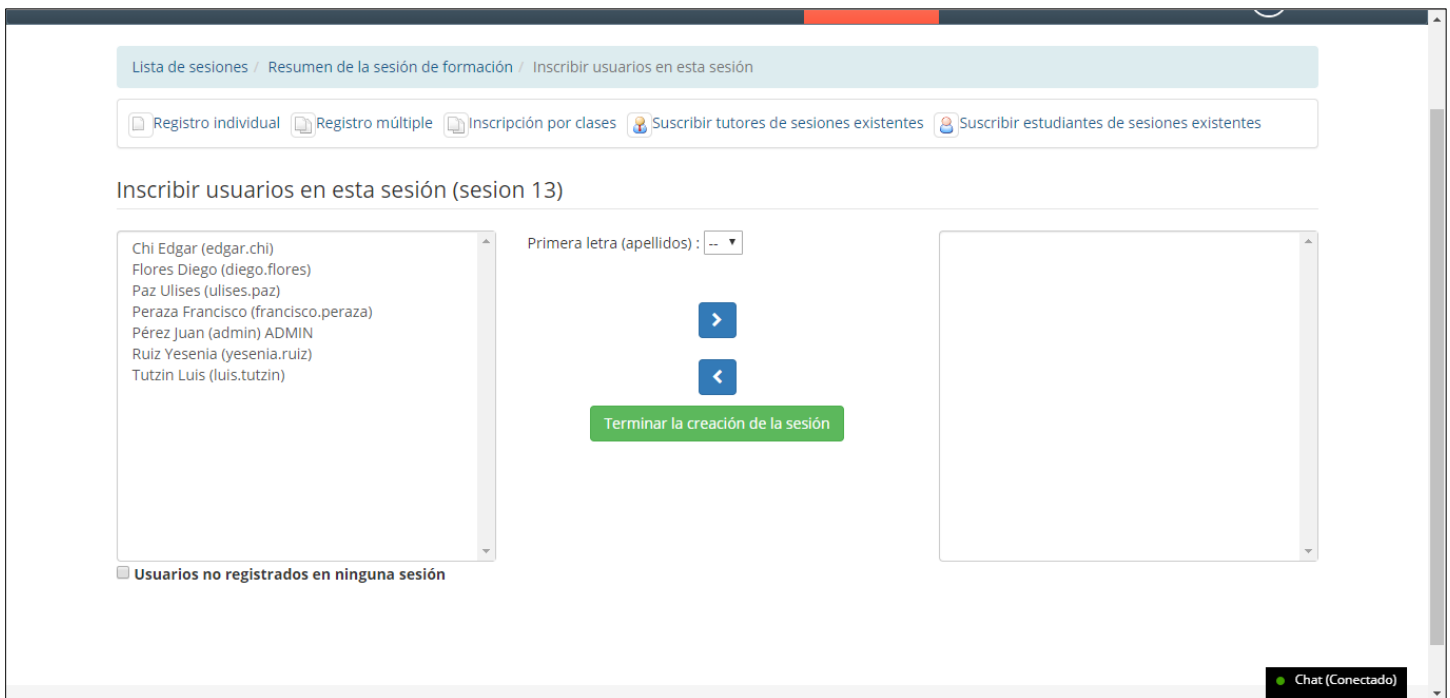 Lista de sesiones / Resumen de la sesión de formación / Inscribir usuarios en esta sesión
Registro individual Registro múltiple Inscripción por clases Suscribir tutores de sesiones existentes Suscribir estudiantes de sesiones existentes
Inscribir usuarios en esta sesión (sesion 13)
Chi Edgar (edgar.chi)
Flores Diego (diego.flores)
Paz Ulises (ulises.paz)
Peraza Francisco (francisco.peraza)
Pérez Juan (admin) ADMIN
Ruiz Yesenia (yesenia.ruiz)
Tutzin Luis (luis.tutzin)
Primera letra (apellidos) : --
Terminar la creación de la sesión
Usuarios no registrados en ninguna sesión
Chat (Conectado)